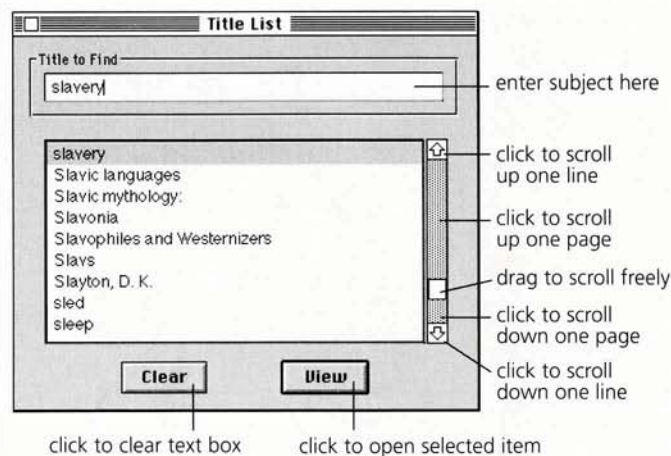 Title List
Title to Find
slavery
enter subject here
slavery
Slavic languages
Slavic mythology:
Slavonia
Slavophiles and Westernizers
Slavs
Slayton, D. K.
sled
sleep
click to scroll
up one line
click to scroll
up one page
drag to scroll freely
click to scroll
down one page
click to scroll
down one line
Clear
View
click to clear text box
click to open selected item